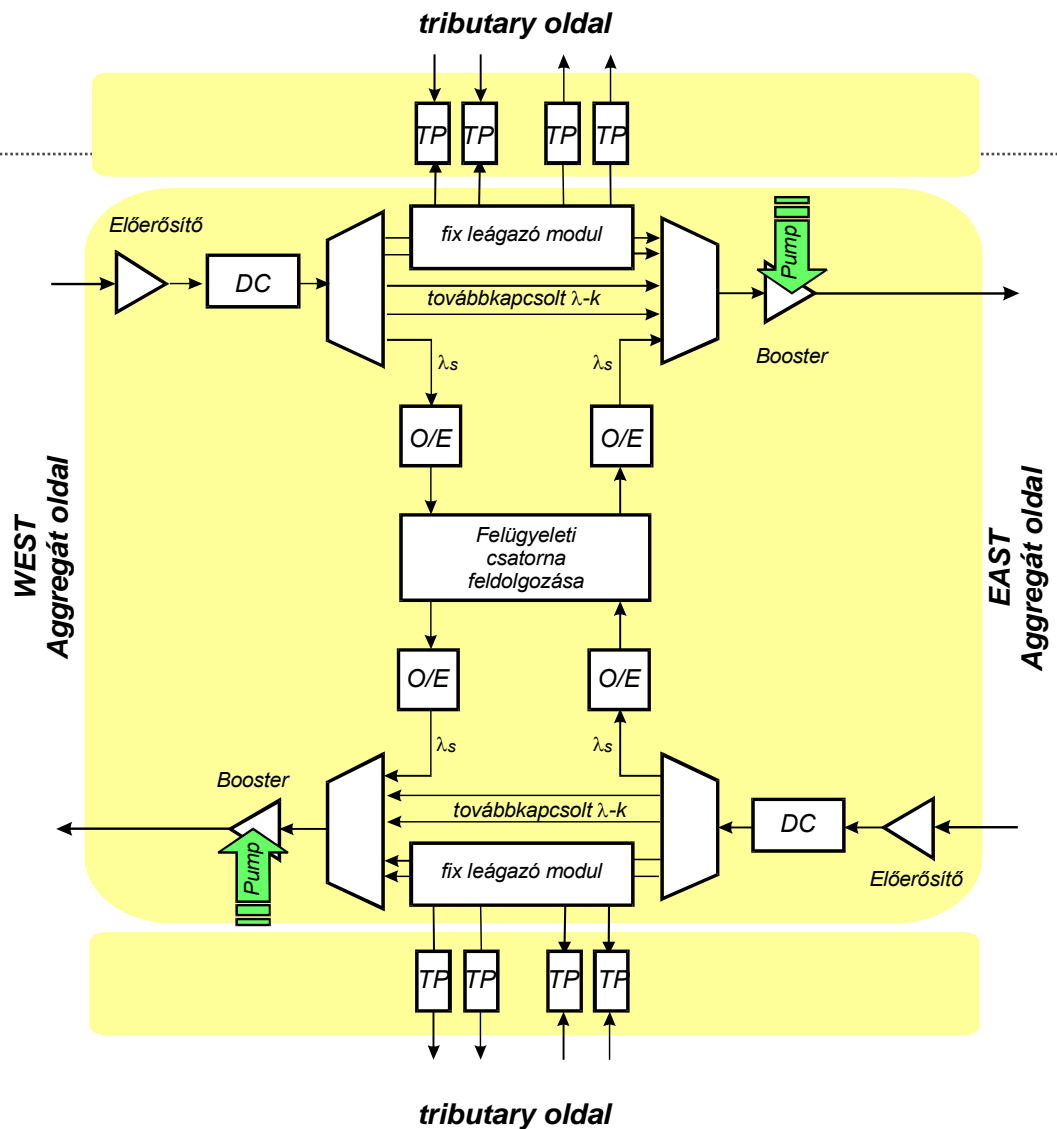 tributary oldal
TP
TP
TP
TP
Előerősítő
fix leágazó modul
Pump
DC
továbbkapcsolt λ-k
Booster
λs
λs
O/E
O/E
WEST
Aggregát oldal
Felügyeleti
csatorna
feldolgozása
EAST
Aggregát oldal
O/E
O/E
λs
λs
Booster
továbbkapcsolt λ-k
DC
Pump
fix leágazó modul
Előerősítő
TP
TP
TP
TP
tributary oldal